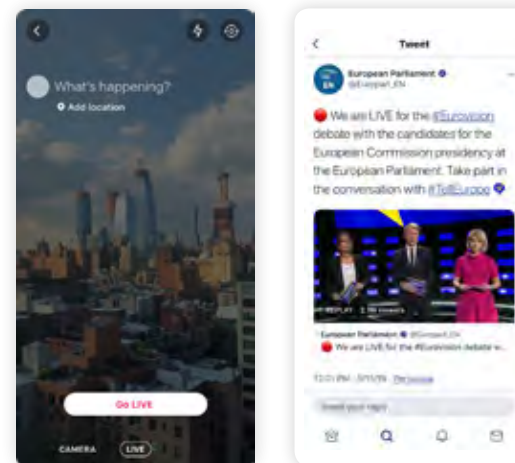 What's happening?
Add location
Go LIVE
CAMERA
LIVE
Tweet
European Parliament
EN
We are LIVE for the #Eurovision
debate with the candidates for the
European Commission presidency at
the European Parliament. Take part in
the conversation with #TellEurope
REPLAY
European Parliament
We are LIVE for the #Eurovision debate w...
Periscope